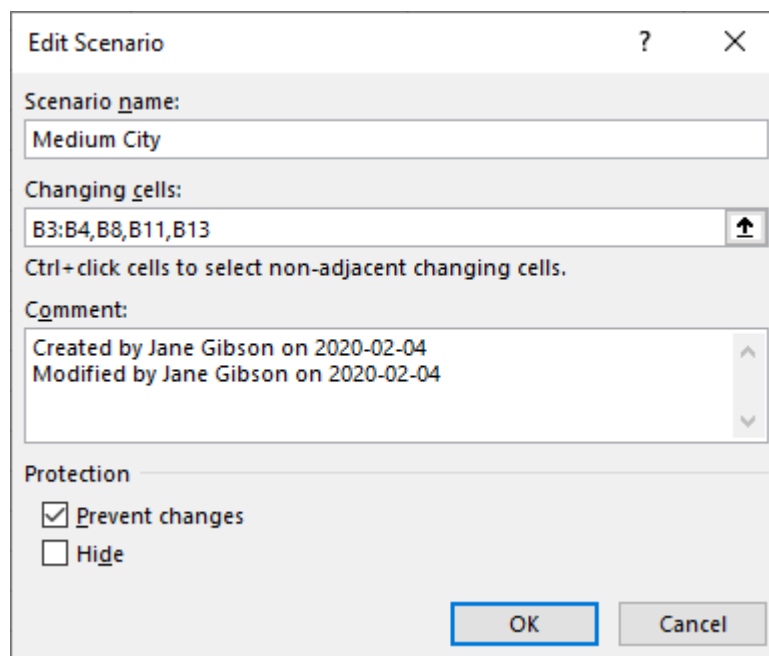 Edit Scenario
?
Scenario name:
Medium City
Changing cells:
B3:B4,B8,B11,B13
Ctrl+click cells to select non-adjacent changing cells.
Comment:
Created by Jane Gibson on 2020-02-04
Modified by Jane Gibson on 2020-02-04
Protection
Prevent changes
Hide
OK Cancel